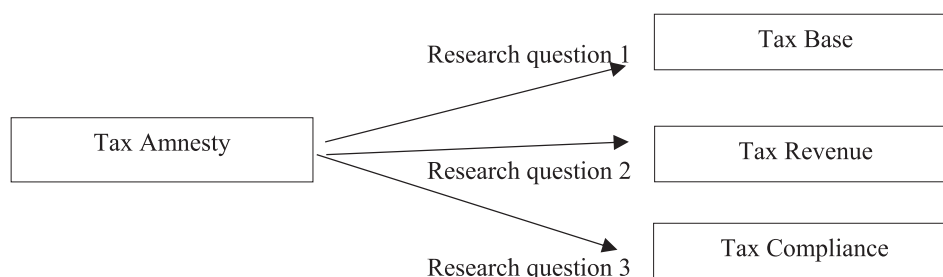 Tax Base
Research question 1
Tax Amnesty
Tax Revenue
Research question 2
Tax Compliance
Research question 3